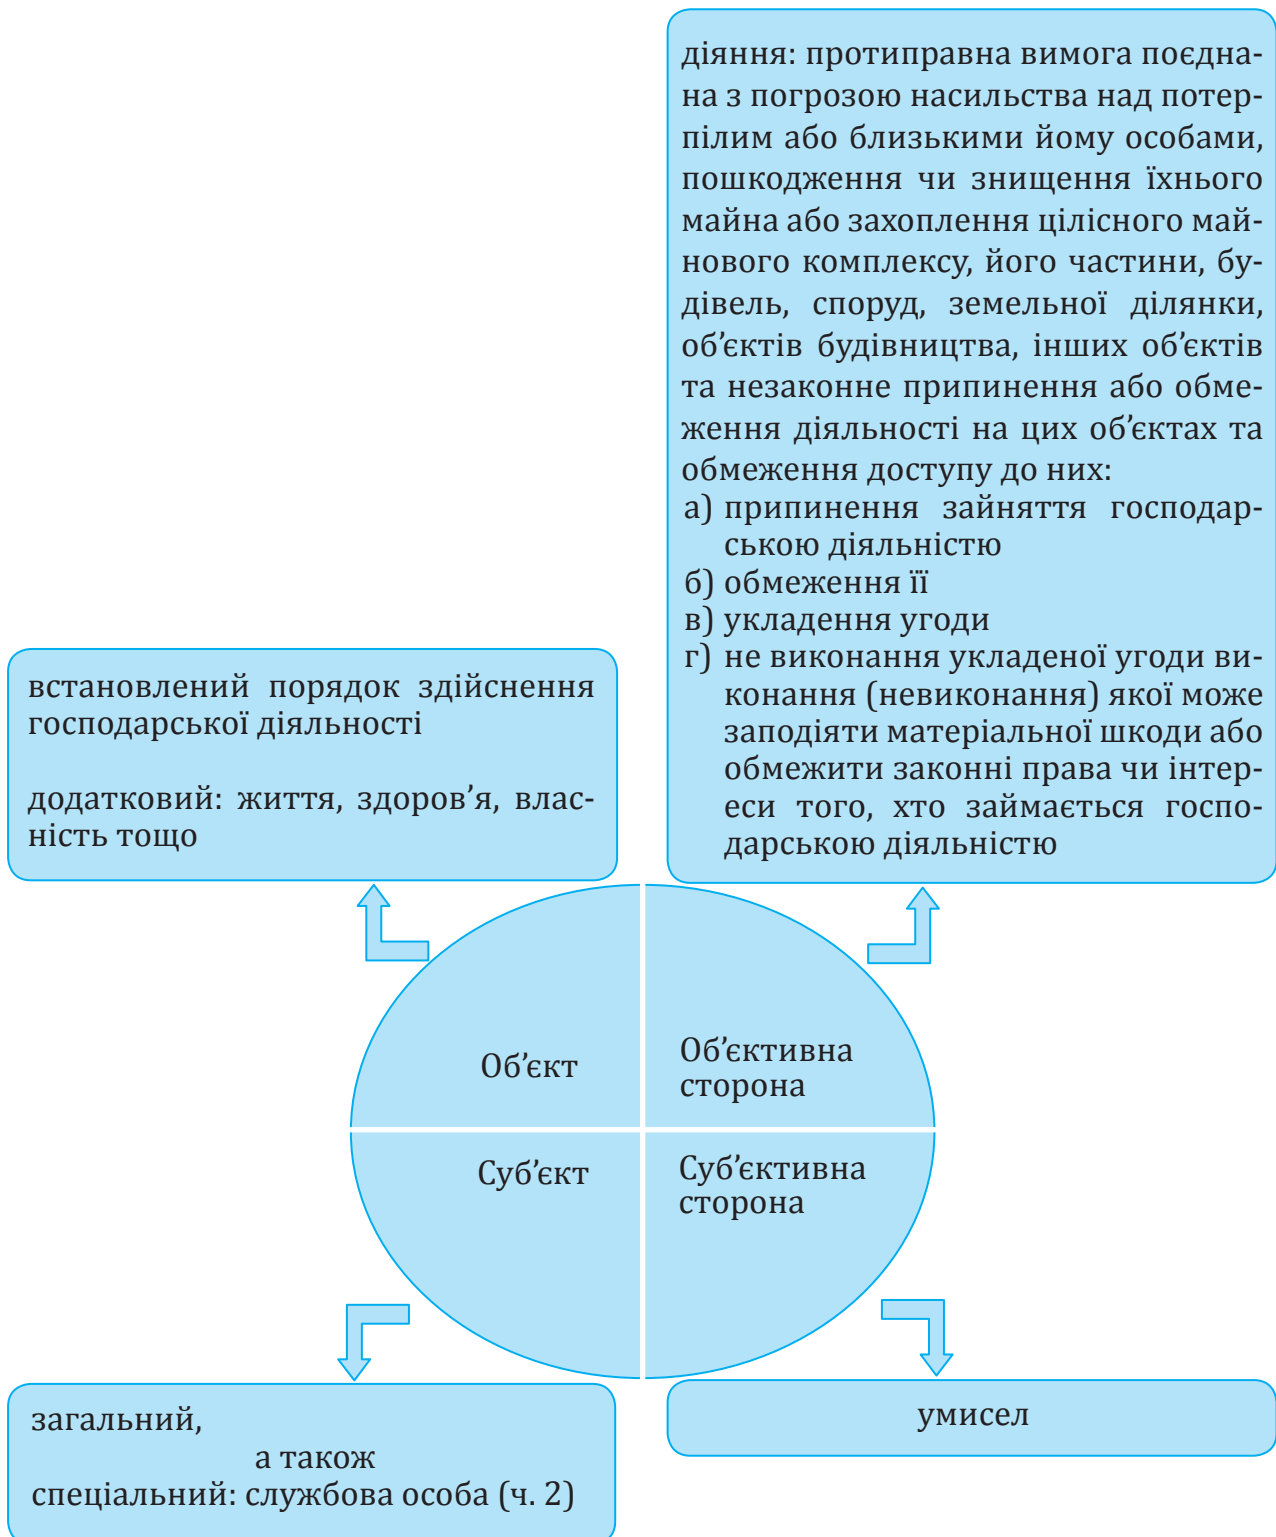 діяння: протиправна вимога поєдна-
на з погрозою насильства над потер-
пілим або близькими йому особами,
пошкодження чи знищення їхнього
майна або захоплення цілісного май-
нового комплексу, його частини, бу-
дівель, споруд, земельної ділянки,
об’єктів будівництва, інших об’єктів
та незаконне припинення або обме-
ження діяльності на цих об’єктах та
обмеження доступу до них:
а) припинення зайняття господар-
ською діяльністю
б) обмеження її
в) укладення угоди
г) не виконання укладеної угоди ви-
конання (невиконання) якої може
заподіяти матеріальної шкоди або
обмежити законні права чи інтер-
еси того, хто займається госпо-
дарською діяльністю
встановлений порядок здійснення
господарської діяльності
додатковий: життя, здоров’я, влас-
ність тощо
Об’єкт
Об’єктивна
сторона
Суб’єкт
Суб’єктивна
сторона
загальний,
а також
спеціальний: службова особа (ч. 2)
умисел